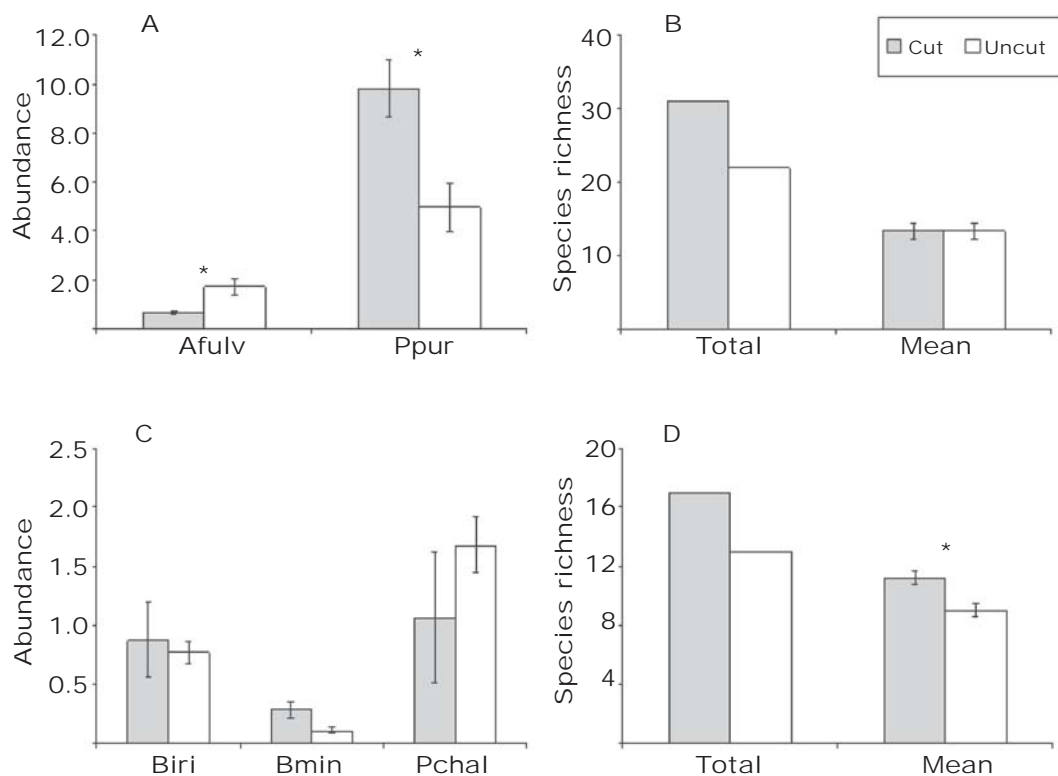 A
12.0
10.0
8.0
6.0
4.0
2.0
Abundance
*
*
Afulv Ppur
B
Cut Uncut
40
30
20
10
Species richness
Total Mean
C
2.5
2.0
1.5
1.0
0.5
Abundance
Biri Bmin Pchal
D
20
16
12
8
4
Species richness
*
Total Mean